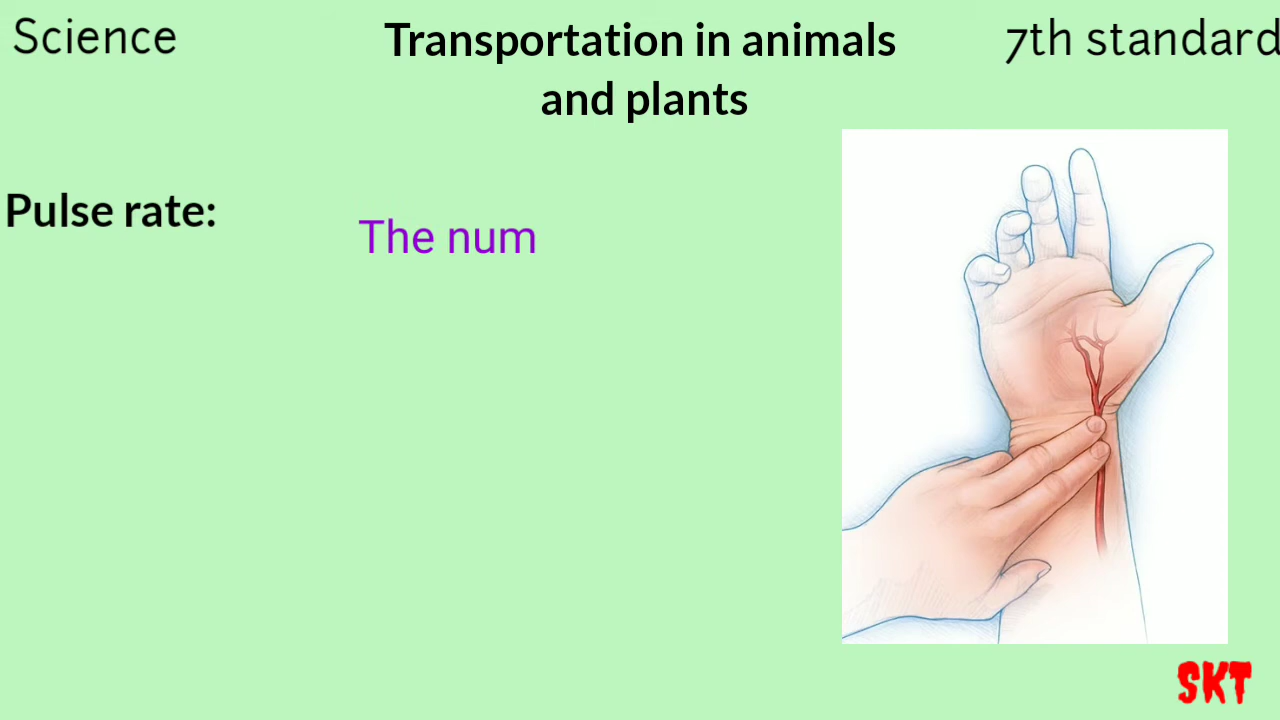 Science
Transportation in animals
and plants
7th standard
Pulse rate:
The num
SKT